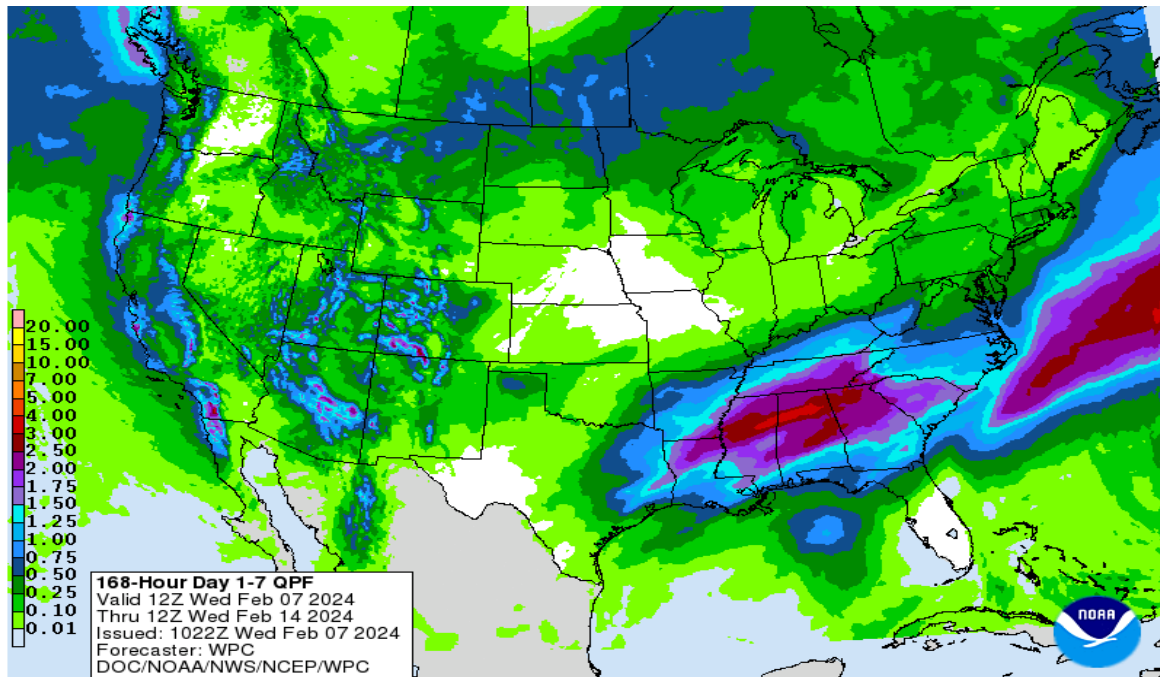 20.00
15.00
10.00
7.00
5.00
4.00
3.00
2.50
2.00
1.75
1.50
1.25
1.00
0.75
0.50
0.25
0.10
0.01
168-Hour Day 1-7 QPF
Valid 12Z Wed Feb 07 2024
Thru 12Z Wed Feb 14 2024
Issued: 1022Z Wed Feb 07 2024
Forecaster: WPC
DOC/NOAA/NWS/NCEP/WPC
NOAA